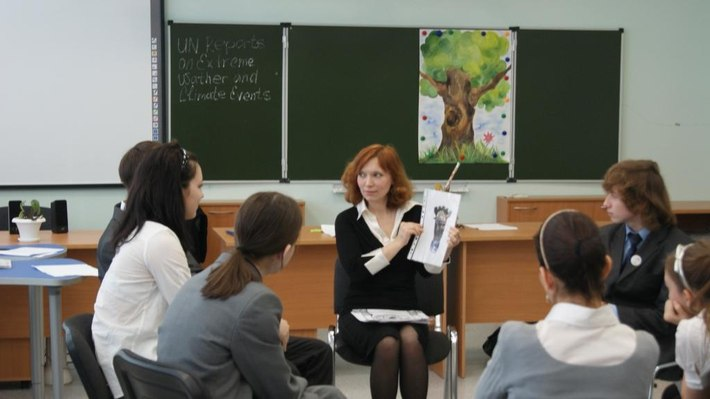 UN Reports
on Extreme
Weather and
Climate Events